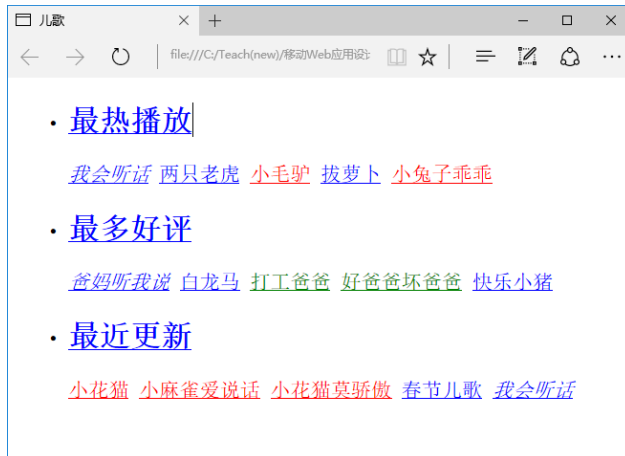 儿歌
file:///C:/Teach(new)/移动Web应用设计
最热播放
我会听话 两只老虎 小毛驴 拔萝卜 小兔子乖乖
最多好评
爸妈听我说 白龙马 打工爸爸 好爸爸坏爸爸 快乐小猪
最近更新
小花猫 小麻雀爱说话 小花猫莫骄傲 春节儿歌 我会听话